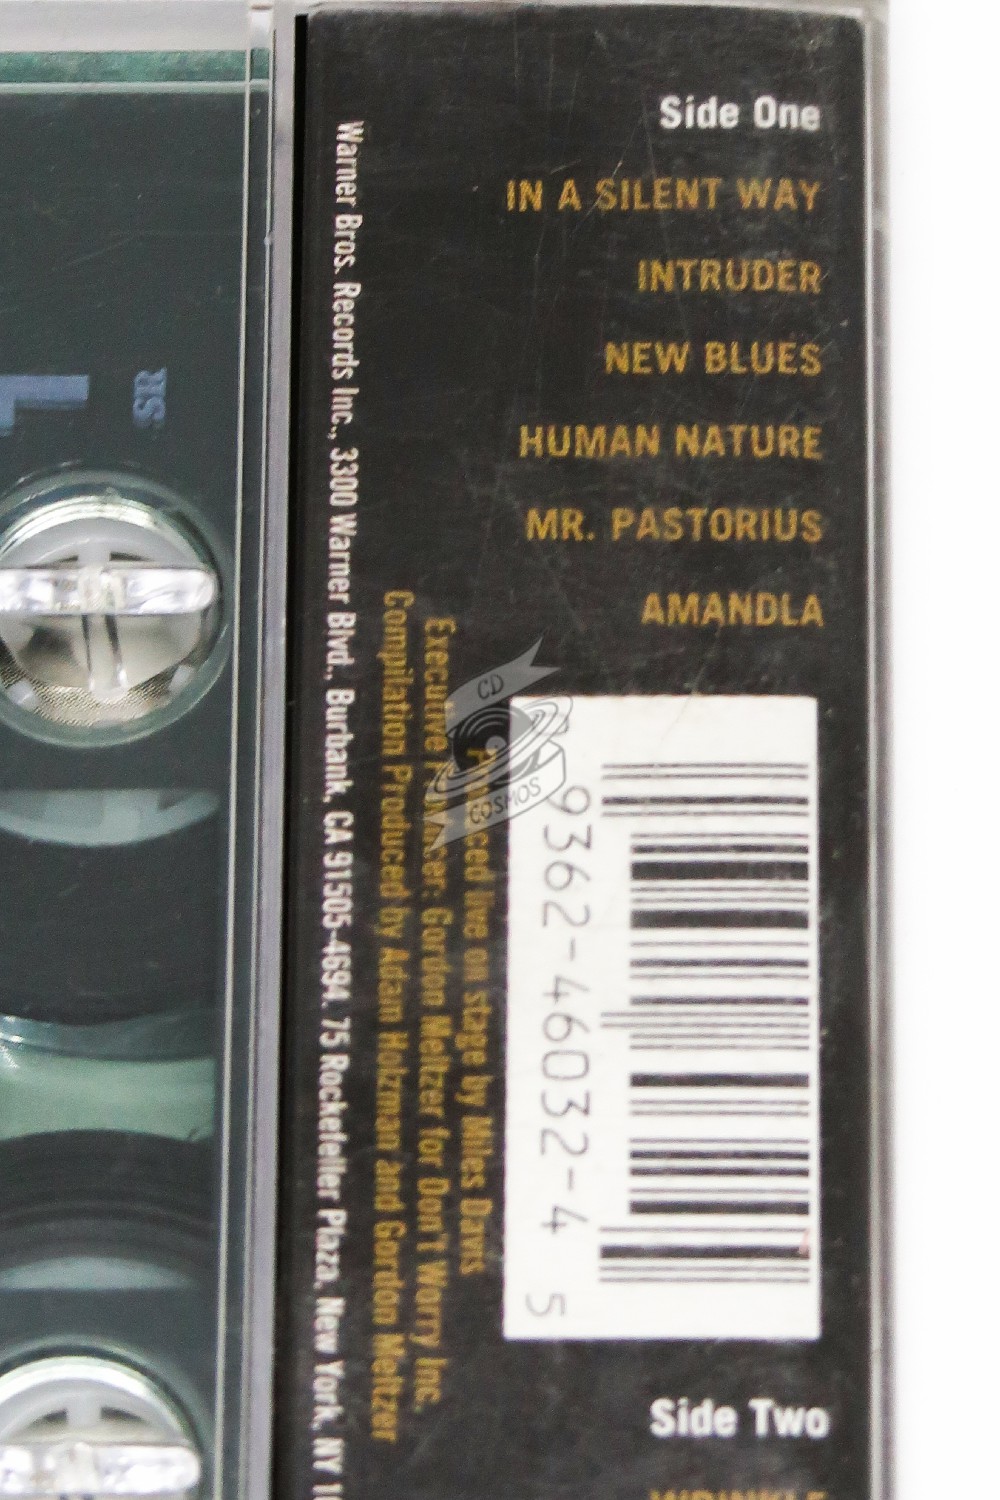 Side One
IN A SILENT WAY
INTRUDER
NEW BLUES
HUMAN NATURE
MR. PASTORIUS
AMANDLA
9362-46032-4
5
Produced live on stage by Miles Davis
Executive Producer: Gordon Meltzer for Don't Worry Inc.
Compilation Produced by Adam Holzman and Gordon Meltzer
Warner Bros. Records Inc., 3300 Warner Blvd., Burbank, CA 91505-4694. 75 Rockefeller Plaza, New York, NY
Side Two
WRINKLE
CD
COSMOS
SR